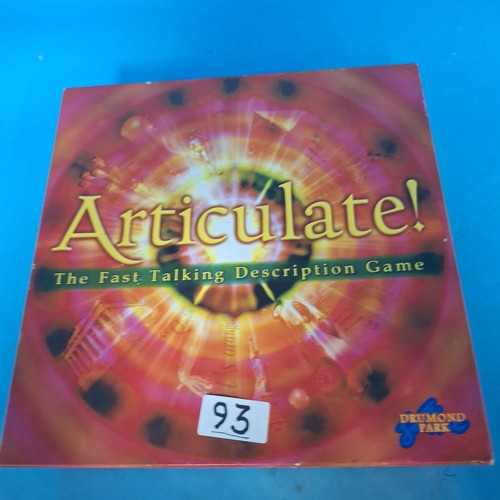 Articulate!
The Fast Talking Description Game
93
DRUMOND
PARK